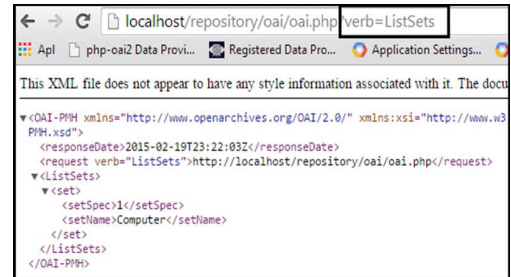 localhost/repository/oai/oai.php?verb=ListSets
Apl php-oai2 Data Provi... Registered Data Pro... Application Settings...
This XML file does not appear to have any style information associated with it. The docu
▼<OAI-PMH xmlns="http://www.openarchives.org/OAI/2.0/" xmlns:xsi="http://www.w3
PMH.xsd">
<responseDate>2015-02-19T23:22:03Z</responseDate>
<request verb="ListSets">http://localhost/repository/oai/oai.php</request>
▼<ListSets>
▼<set>
<setSpec>1</setSpec>
<setName>Computer</setName>
</set>
</ListSets>
</OAI-PMH>